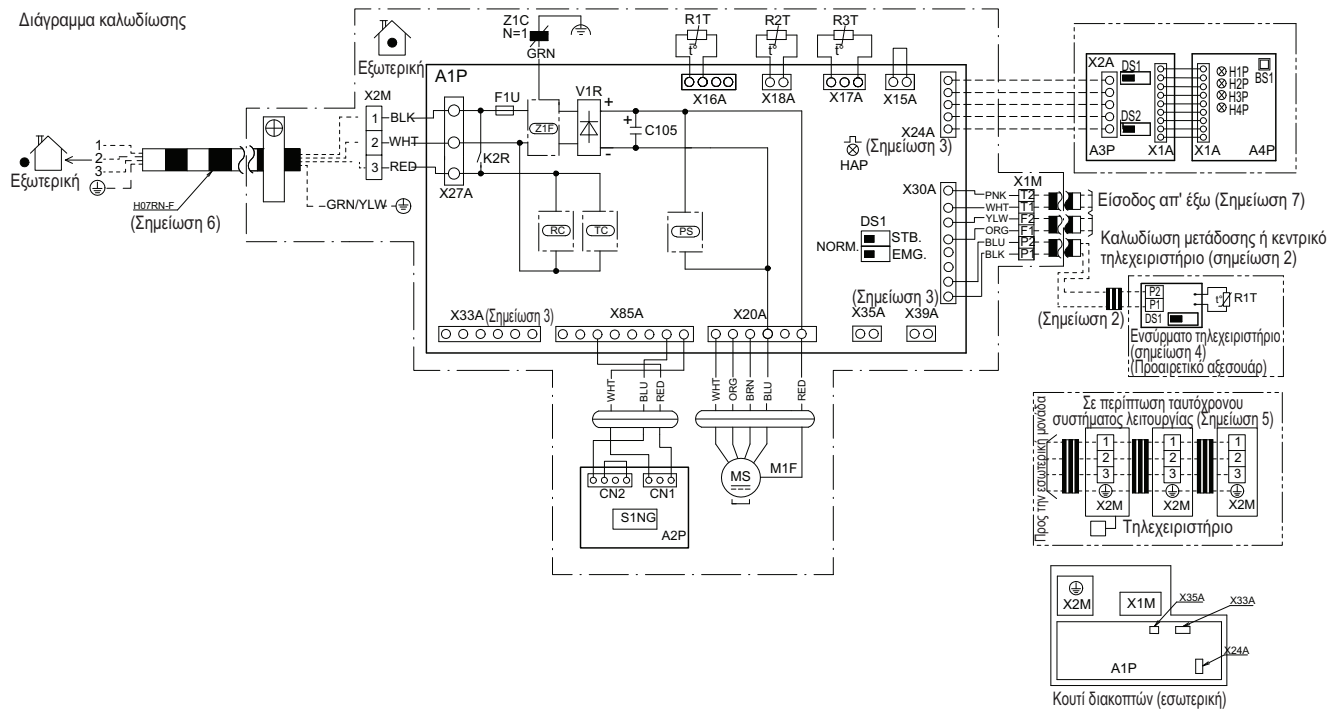 Διάγραμμα καλωδίωσης
Εξωτερική
Z1C
N=1
GRN
R1T
t°
R2T
t°
R3T
t°
X16A
X18A
X17A
X15A
A1P
X2M
1
2
3
BLK
WHT
RED
GRN/YLW
X27A
F1U
K2R
Z1F
V1R
+
-
+
C105
RC
TC
PS
X24A
(Σημείωση 3)
HAP
X30A
DS1
NORM.
STB.
EMG.
(Σημείωση 3)
X33A (Σημείωση 3)
X85A
X20A
X35A
X39A
1
2
3
Εξωτερική
H07RN-F
(Σημείωση 6)
WHT
BLU
RED
WHT
ORG
BRN
BLU
RED
CN2
CN1
S1NG
A2P
MS
M1F
X2A
DS1
DS2
A3P
X1A
X1A
H1P
H2P
H3P
H4P
BS1
A4P
X1M
PNK
T2
WHT
T1
YLW
F2
ORG
F1
BLU
P2
BLK
P1
Είσοδος απ' έξω (Σημείωση 7)
Καλωδίωση μετάδοσης ή κεντρικό
τηλεχειριστήριο (σημείωση 2)
(Σημείωση 2)
P2
P1
DS1
t°
R1T
Ενσύρματο τηλεχειριστήριο
(σημείωση 4)
(Προαιρετικό αξεσουάρ)
Σε περίπτωση ταυτόχρονου
συστήματος λειτουργίας (Σημείωση 5)
Προς την εσωτερική μονάδα
1
2
3
X2M
1
2
3
X2M
1
2
3
X2M
Τηλεχειριστήριο
X2M
X1M
X35A
X33A
X24A
A1P
Κουτί διακοπτών (εσωτερική)